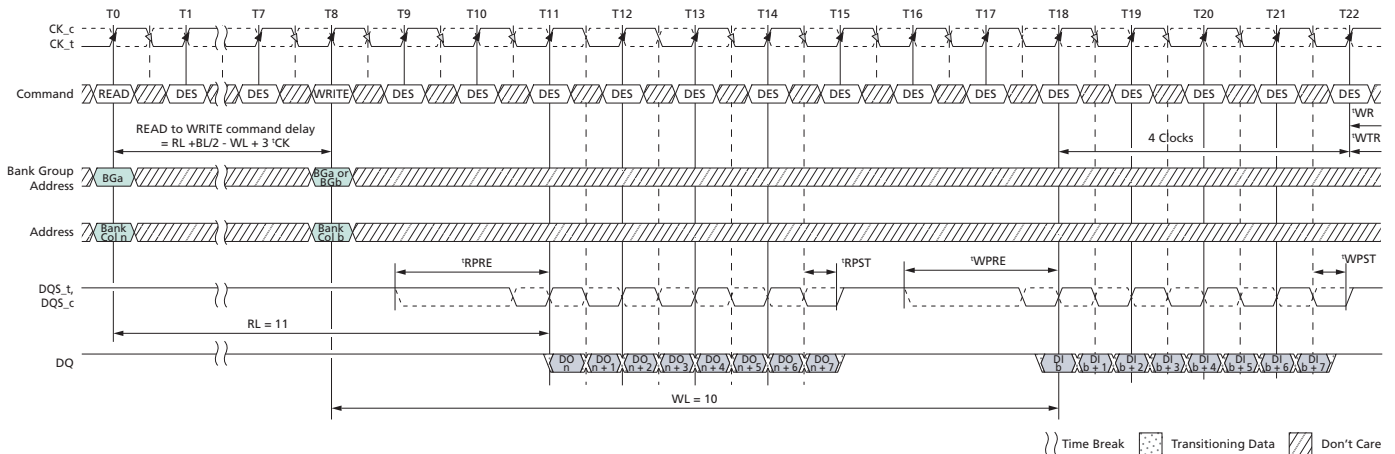 T0 T1 T7 T8 T9 T10 T11 T12 T13 T14 T15 T16 T17 T18 T19 T20 T21 T22
CK_c
CK_t
Command READ DES DES WRITE DES DES DES DES DES DES DES DES DES DES DES DES DES DES
READ to WRITE command delay
= RL +BL/2 - WL + 3 tCK
tWR
4 Clocks
tWTR
Bank Group
Address
BGa
BGa or
BGb
Address
Bank
Col n
Bank
Col b
tRPRE tRPST tWPRE tWPST
DQS_t,
DQS_c
RL = 11
DQ
DO
n
DO
n + 1
DO
n + 2
DO
n + 3
DO
n + 4
DO
n + 5
DO
n + 6
DO
n + 7
DI
b
DI
b + 1
DI
b + 2
DI
b + 3
DI
b + 4
DI
b + 5
DI
b + 6
DI
b + 7
WL = 10
Time Break Transitioning Data Don't Care